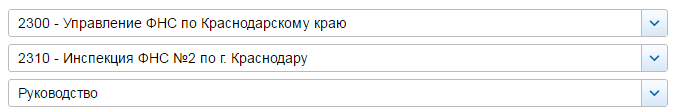 2300 - Управление ФНС по Краснодарскому краю
2310 - Инспекция ФНС №2 по г. Краснодару
Руководство